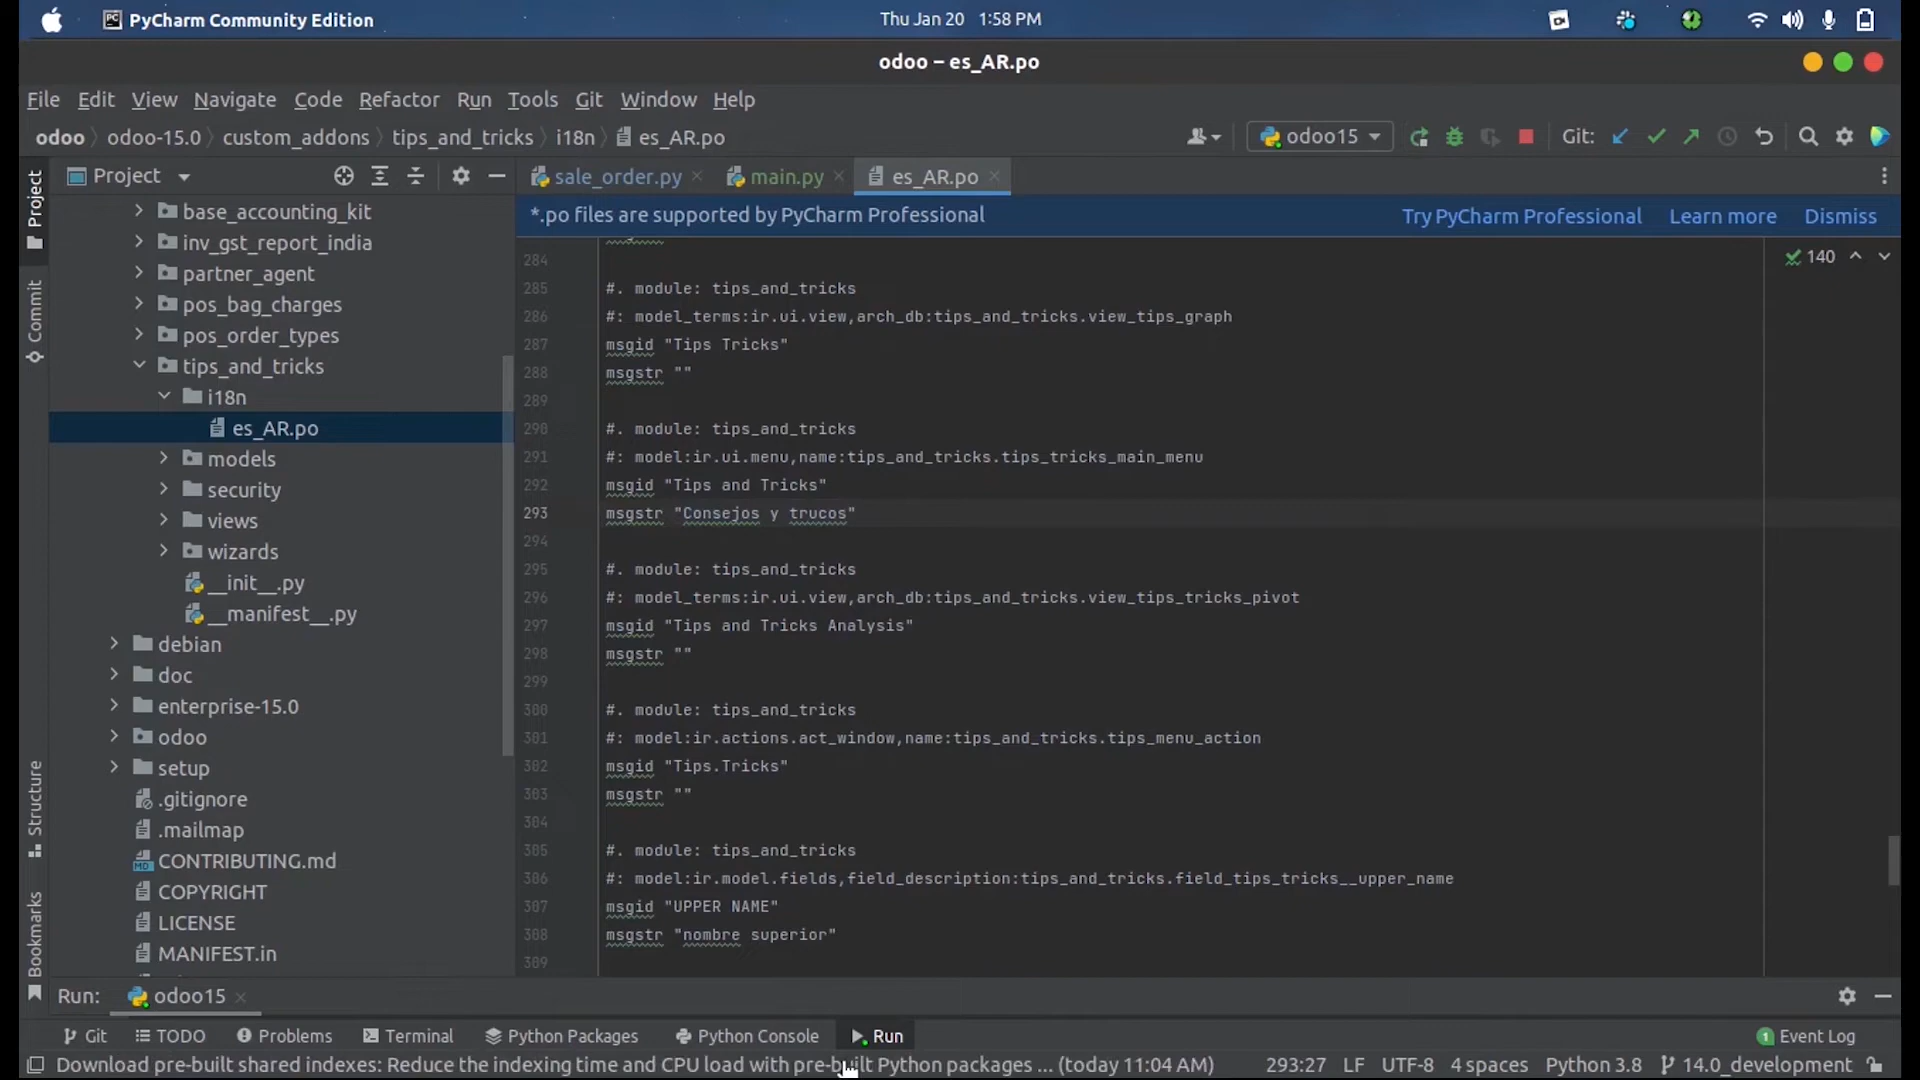 PyCharm Community Edition
Thu Jan 20 1:58 PM
odoo – es_AR.po
File Edit View Navigate Code Refactor Run Tools Git Window Help
odoo odoo-15.0 custom_addons tips_and_tricks i18n es_AR.po
odoo15 Git:
Project
sale_order.py main.py es_AR.po
*.po files are supported by PyCharm Professional Try PyCharm Professional Learn more Dismiss
Project
Commit
Structure
Bookmarks
base_accounting_kit
inv_gst_report_india
partner_agent
pos_bag_charges
pos_order_types
tips_and_tricks
i18n
es_AR.po
models
security
views
wizards
__init__.py
__manifest__.py
debian
doc
enterprise-15.0
odoo
setup
.gitignore
.mailmap
CONTRIBUTING.md
COPYRIGHT
LICENSE
MANIFEST.in
140
284
285 #. module: tips_and_tricks
286 #: model_terms:ir.ui.view,arch_db:tips_and_tricks.view_tips_graph
287 msgid "Tips Tricks"
288 msgstr ""
289
290 #. module: tips_and_tricks
291 #: model:ir.ui.menu,name:tips_and_tricks.tips_tricks_main_menu
292 msgid "Tips and Tricks"
293 msgstr "Consejos y trucos"
294
295 #. module: tips_and_tricks
296 #: model_terms:ir.ui.view,arch_db:tips_and_tricks.view_tips_tricks_pivot
297 msgid "Tips and Tricks Analysis"
298 msgstr ""
299
300 #. module: tips_and_tricks
301 #: model:ir.actions.act_window,name:tips_and_tricks.tips_menu_action
302 msgid "Tips.Tricks"
303 msgstr ""
304
305 #. module: tips_and_tricks
306 #: model:ir.model.fields,field_description:tips_and_tricks.field_tips_tricks__upper_name
307 msgid "UPPER NAME"
308 msgstr "nombre superior"
309
Run: odoo15
Git TODO Problems Terminal Python Packages Python Console Run 1 Event Log
Download pre-built shared indexes: Reduce the indexing time and CPU load with pre-built Python packages ... (today 11:04 AM) 293:27 LF UTF-8 4 spaces Python 3.8 14.0_development